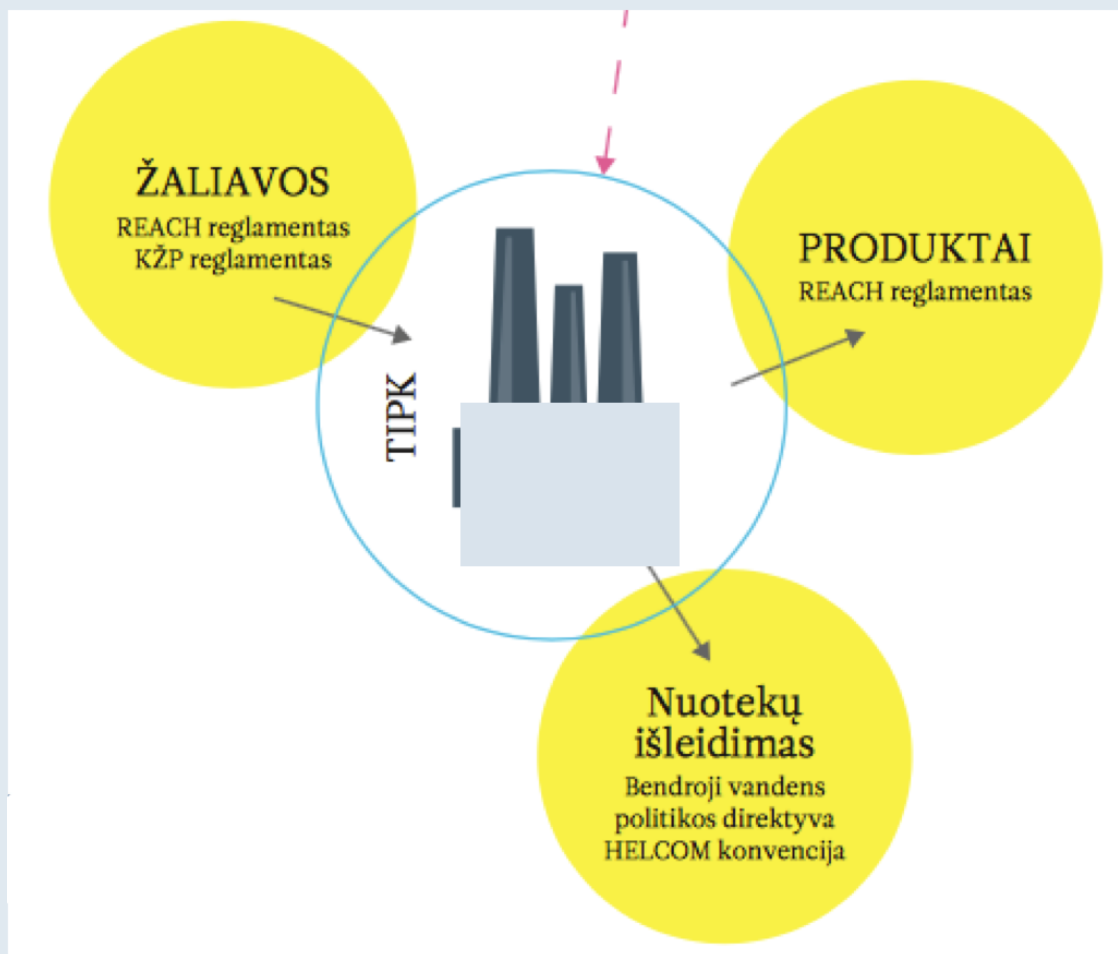 ŽALIAVOS
REACH reglamentas
KŽP reglamentas
PRODUKTAI
REACH reglamentas
TIPK
Nuotekų
išleidimas
Bendroji vandens
politikos direktyva
HELCOM konvencija